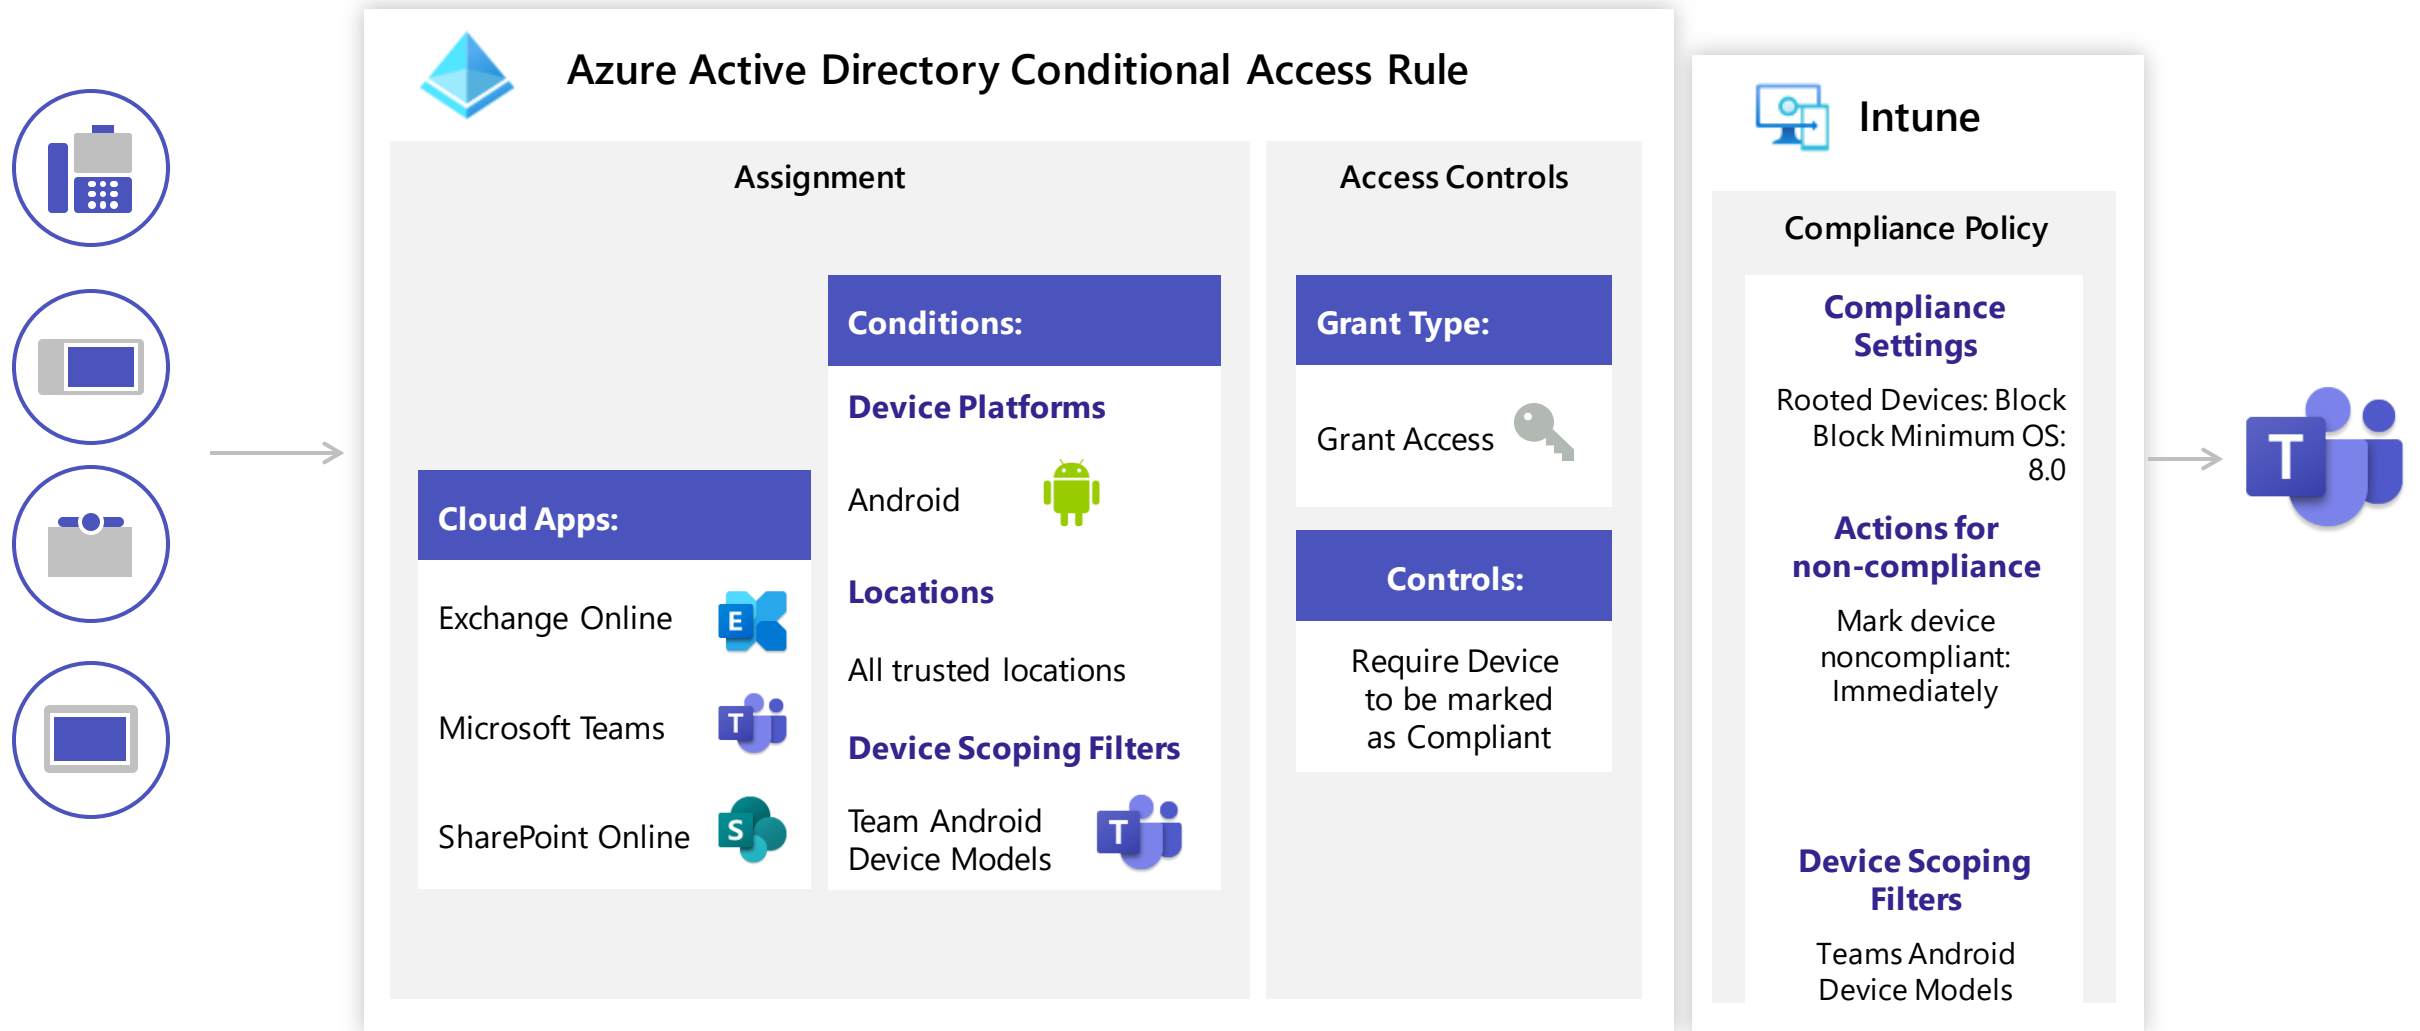 Azure Active Directory Conditional Access Rule
Assignment
Cloud Apps:
Exchange Online
E
Microsoft Teams
T
SharePoint Online
S
Conditions:
Device Platforms
Android
Locations
All trusted locations
Device Scoping Filters
Team Android
Device Models
T
Access Controls
Grant Type:
Grant Access
Controls:
Require Device
to be marked
as Compliant
Intune
Compliance Policy
Compliance
Settings
Rooted Devices: Block
Block Minimum OS:
8.0
Actions for
non-compliance
Mark device
noncompliant:
Immediately
Device Scoping
Filters
Teams Android
Device Models
T